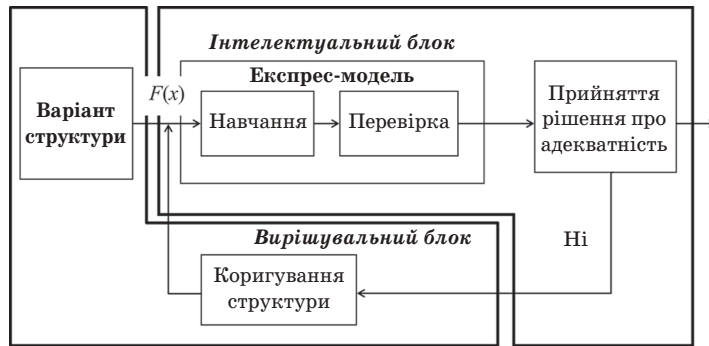 Інтелектуальний блок
Експрес-модель
Варіант
структури
F(x)
Навчання
Перевірка
Прийняття
рішення про
адекватність
Вирішувальний блок
Ні
Коригування
структури